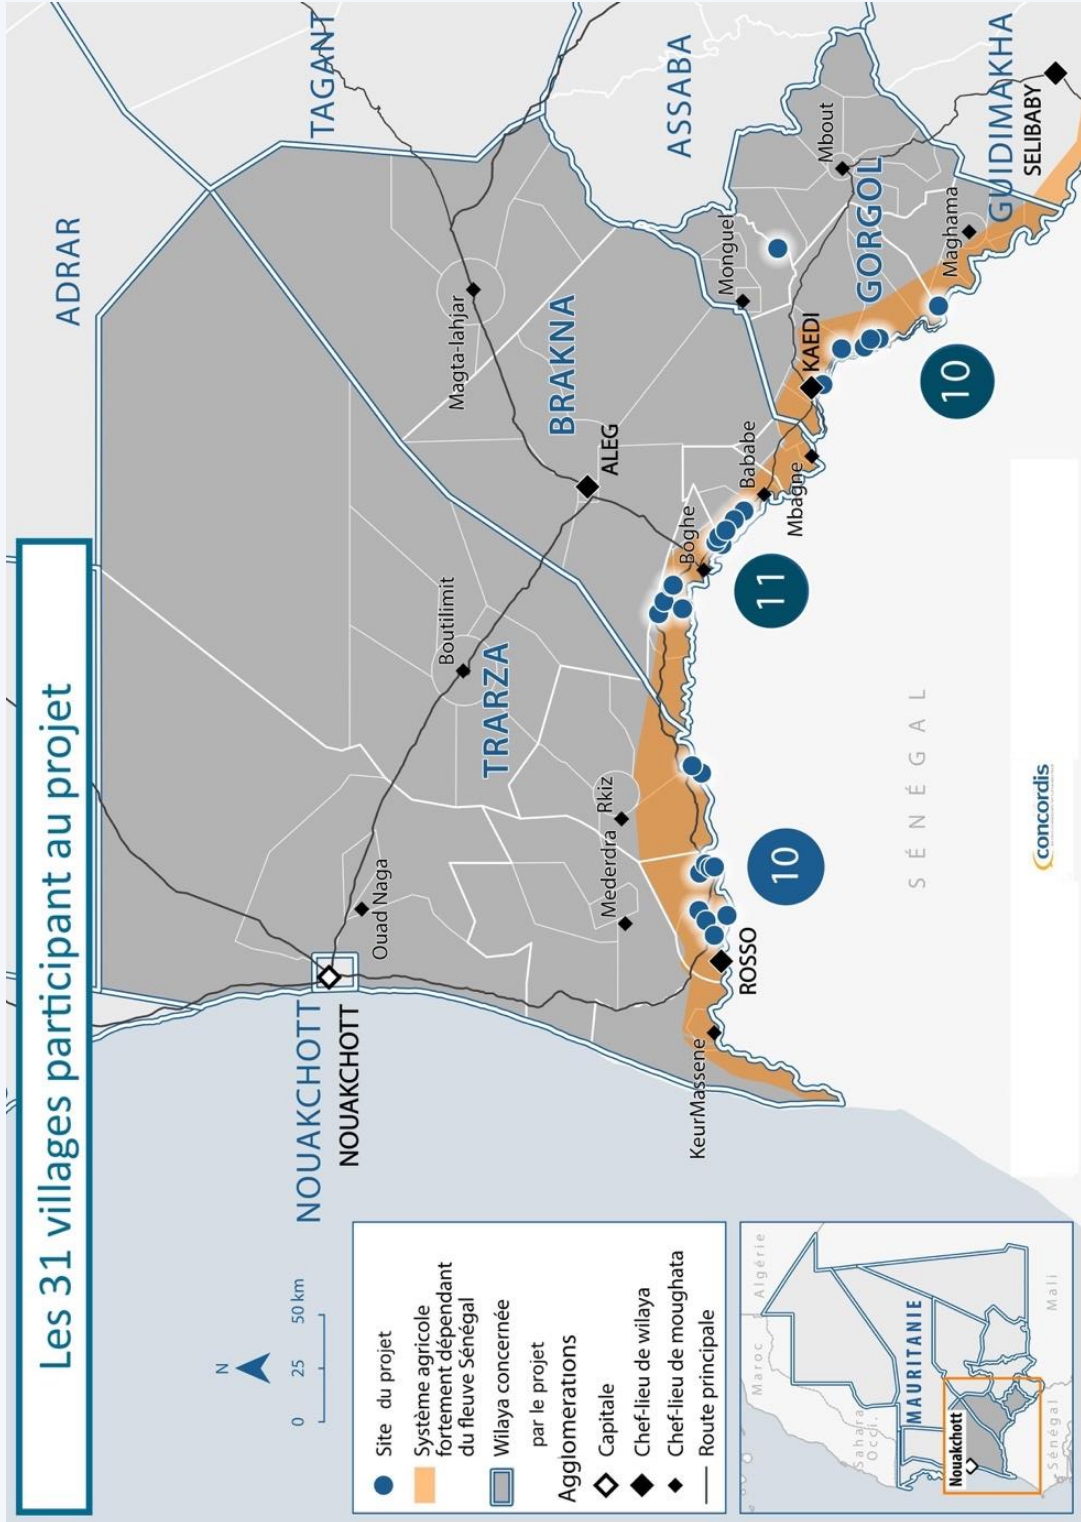 Les 31 villages participant au projet
ADRAR
TAGANT
ASSABA
GUIDIMAKHA
SELIBABY
NOUAKCHOTT
NOUAKCHOTT
Ouad Naga
Boutilimit
Magta-lahjar
TRARZA
BRAKNA
ALEG
Mederdra
Rkiz
Boghe
Bababe
Mbagne
Monguel
Mbout
KAEDI
GORGOL
Maghama
KeurMassene
ROSSO
10
11
10
SÉNÉGAL
N
0 25 50 km
Site du projet
Système agricole
fortement dépendant
du fleuve Sénégal
Wilaya concernée
par le projet
Agglomerations
Capitale
Chef-lieu de wilaya
Chef-lieu de moughata
Route principale
Maroc
Algérie
Sahara
Occi.
MAURITANIE
Nouakchott
Mali
Sénégal
concordis